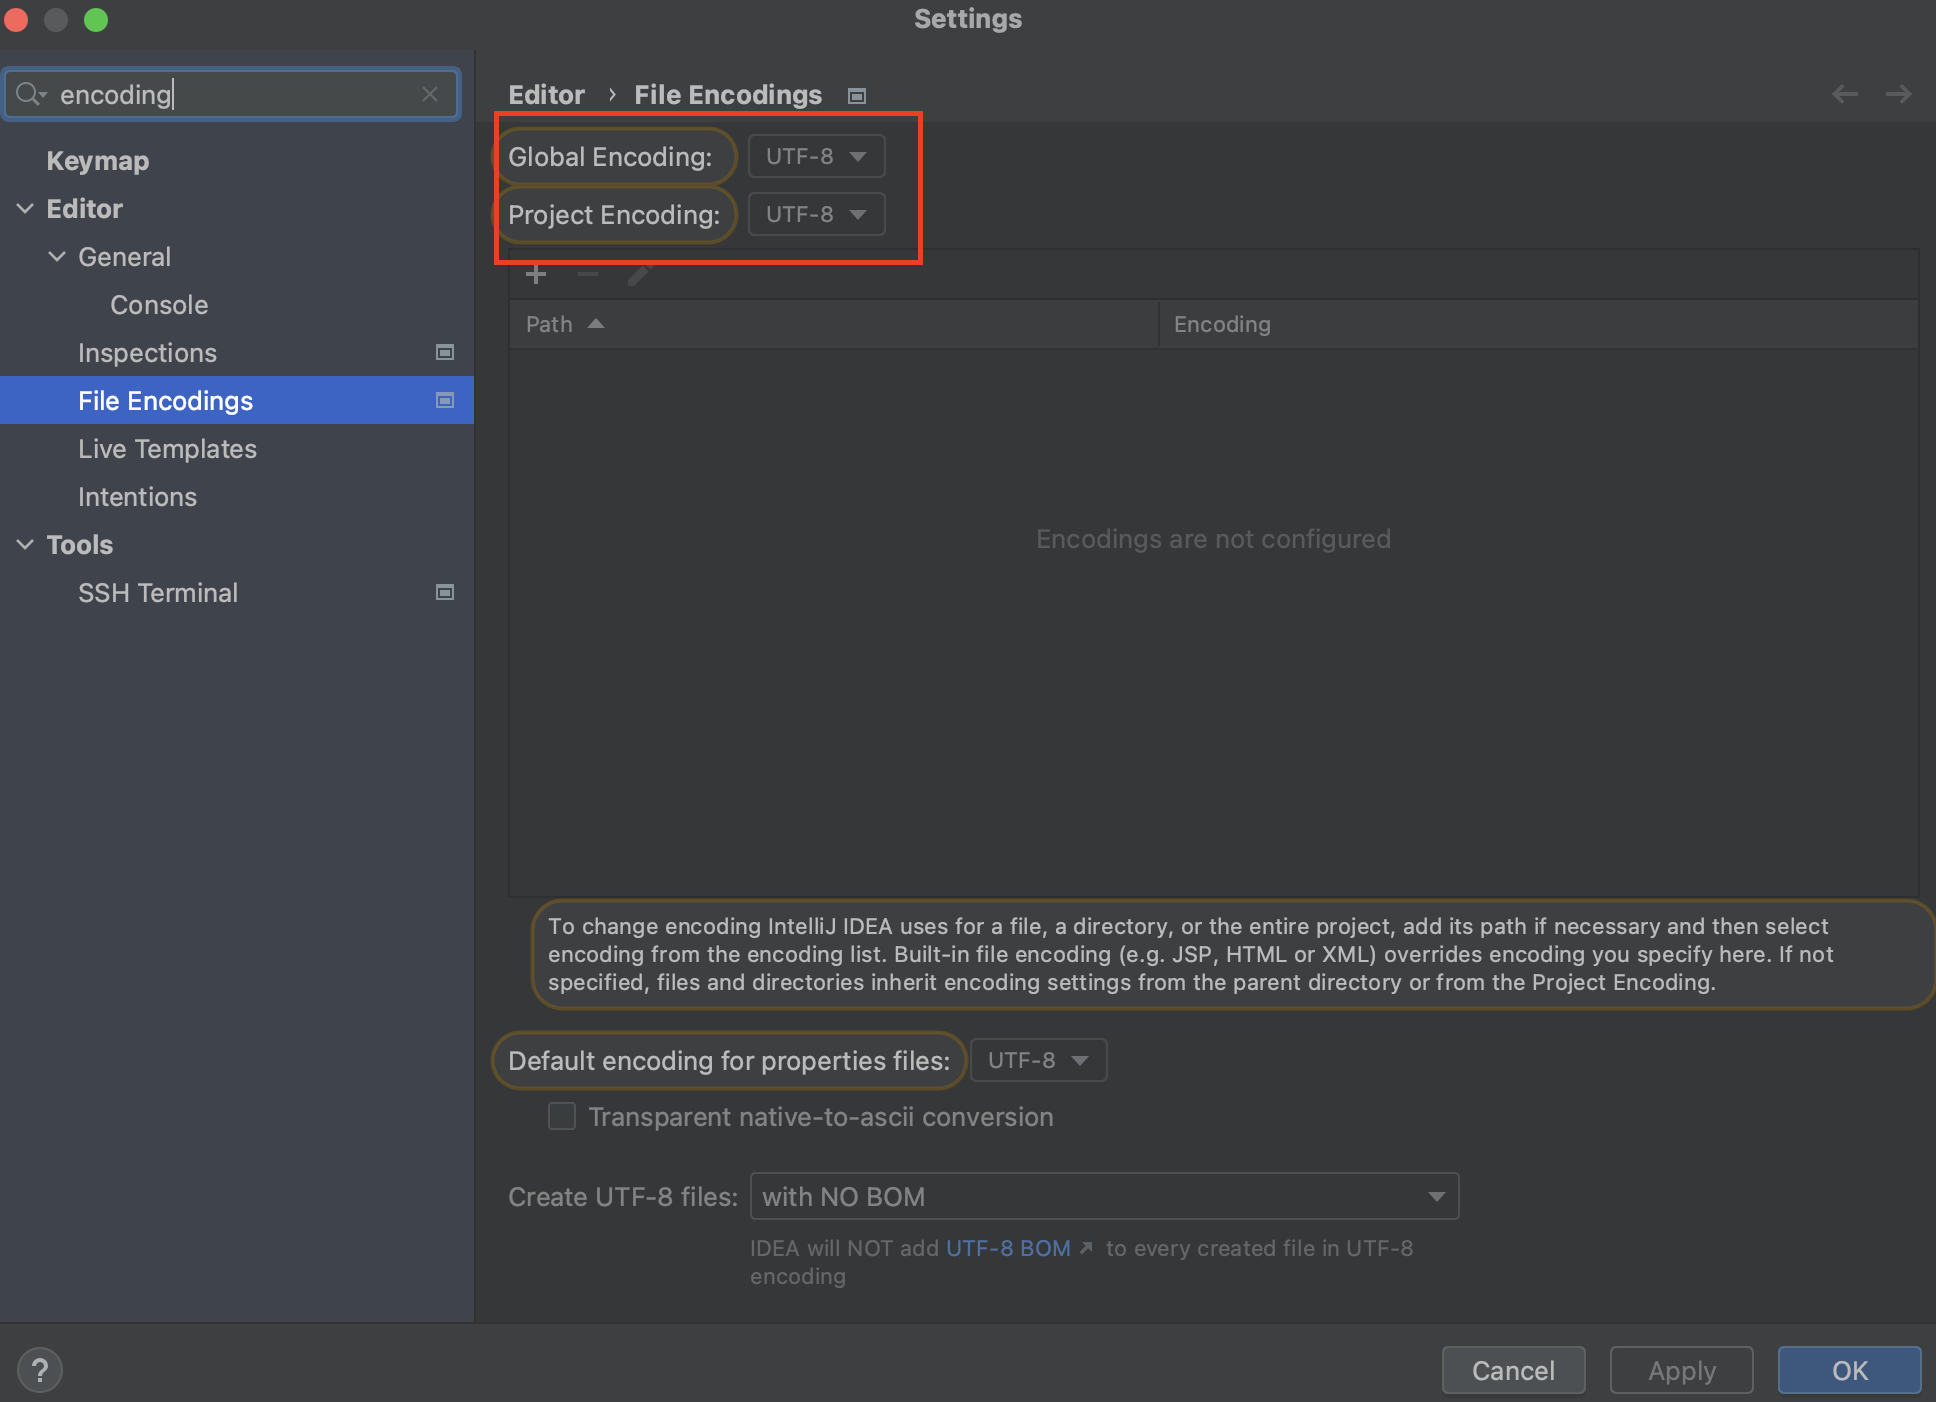 Settings
encoding
Keymap
Editor
General
Console
Inspections
File Encodings
Live Templates
Intentions
Tools
SSH Terminal
Editor › File Encodings
Global Encoding: UTF-8
Project Encoding: UTF-8
Path Encoding
Encodings are not configured
To change encoding IntelliJ IDEA uses for a file, a directory, or the entire project, add its path if necessary and then select
encoding from the encoding list. Built-in file encoding (e.g. JSP, HTML or XML) overrides encoding you specify here. If not
specified, files and directories inherit encoding settings from the parent directory or from the Project Encoding.
Default encoding for properties files: UTF-8
Transparent native-to-ascii conversion
Create UTF-8 files: with NO BOM
IDEA will NOT add UTF-8 BOM ↗ to every created file in UTF-8
encoding
?
Cancel Apply OK